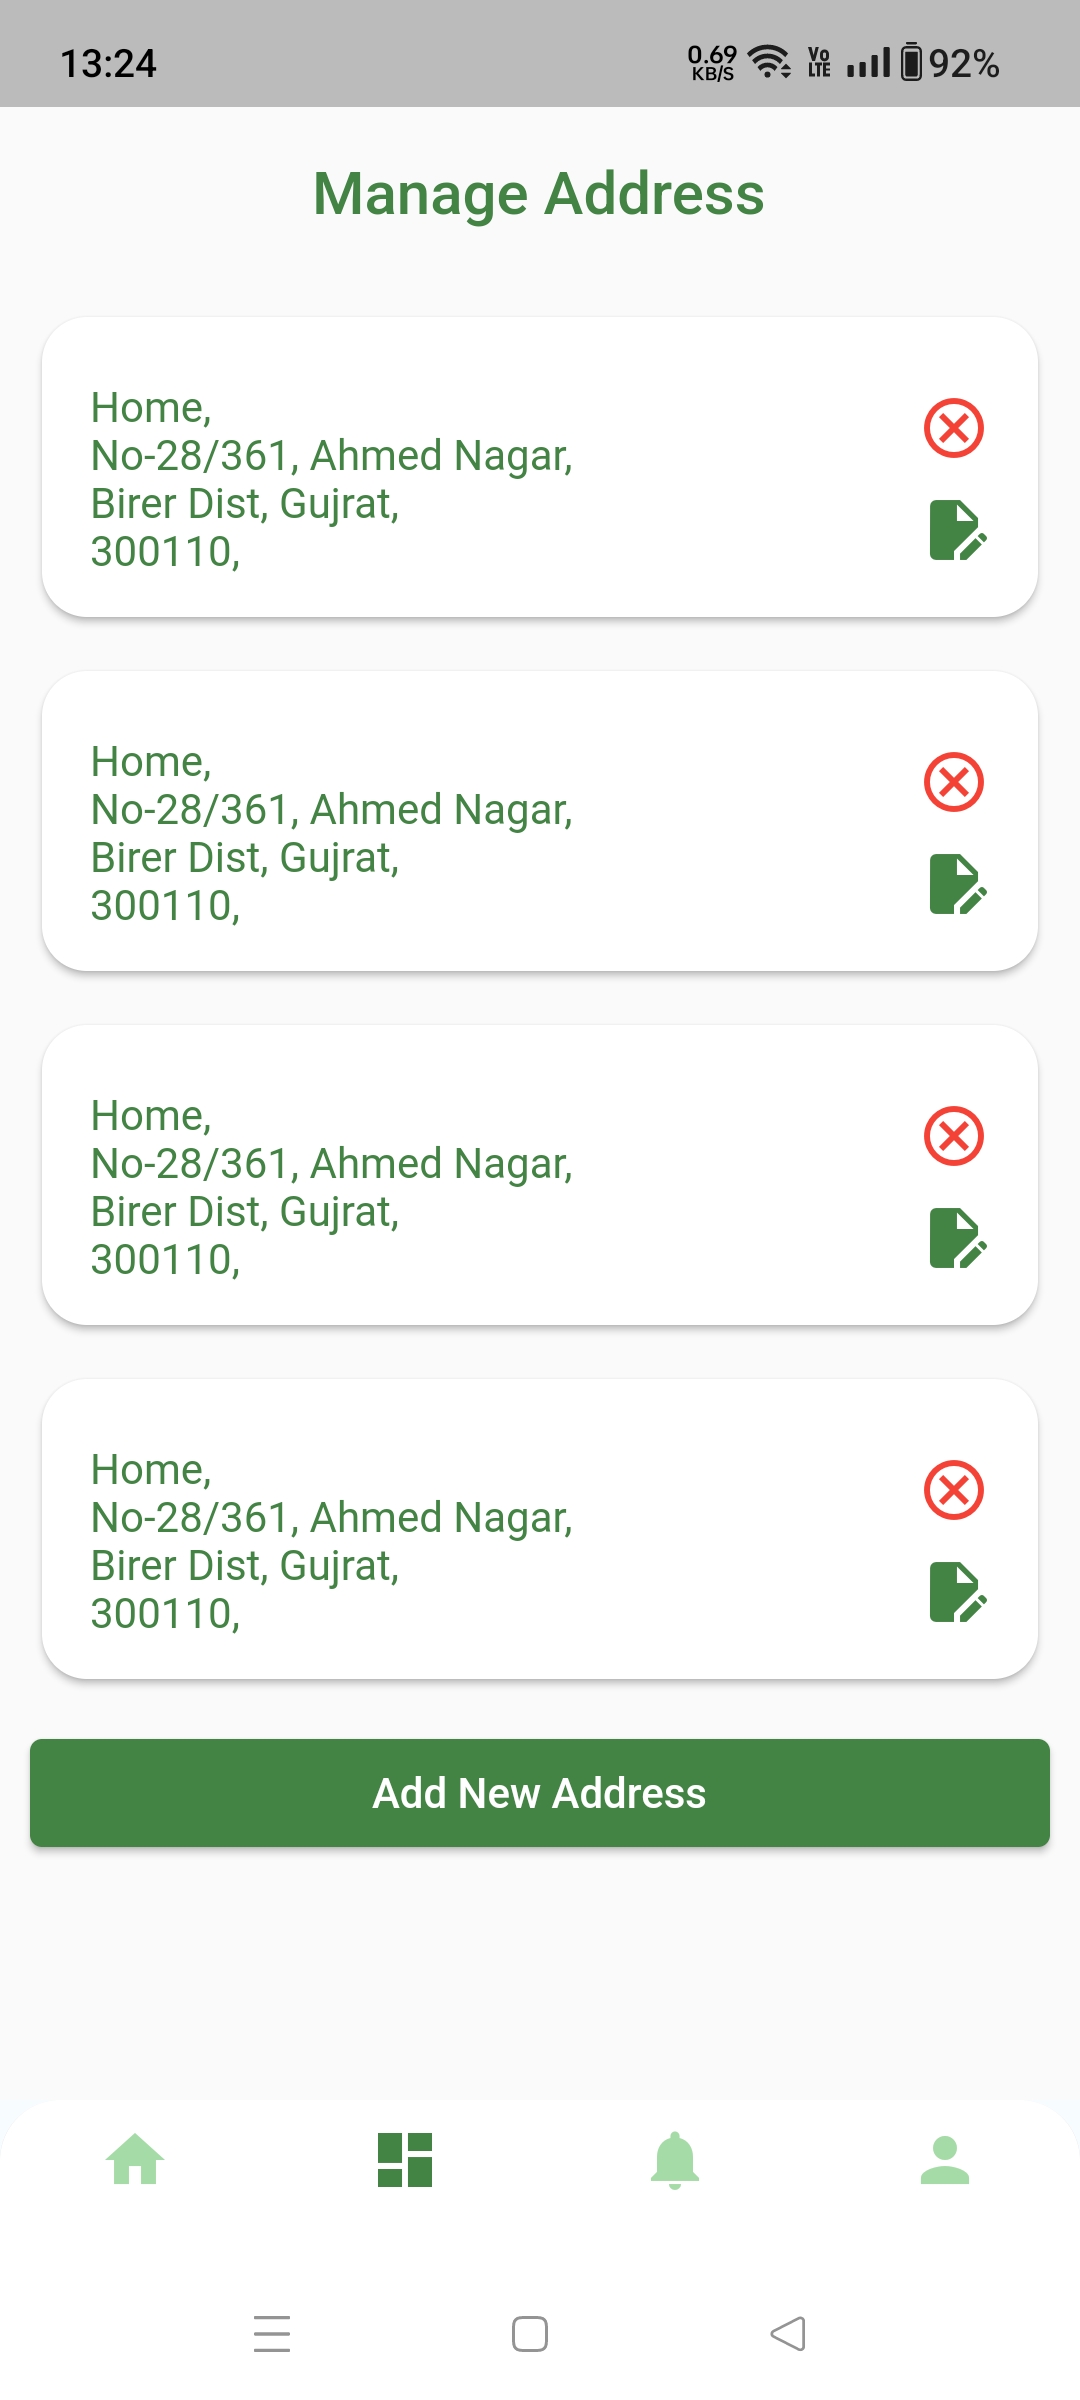 13:24
0.69
KB/S
Vo
LTE
92%
Manage Address
Home,
No-28/361, Ahmed Nagar,
Birer Dist, Gujrat,
300110,
Home,
No-28/361, Ahmed Nagar,
Birer Dist, Gujrat,
300110,
Home,
No-28/361, Ahmed Nagar,
Birer Dist, Gujrat,
300110,
Home,
No-28/361, Ahmed Nagar,
Birer Dist, Gujrat,
300110,
Add New Address